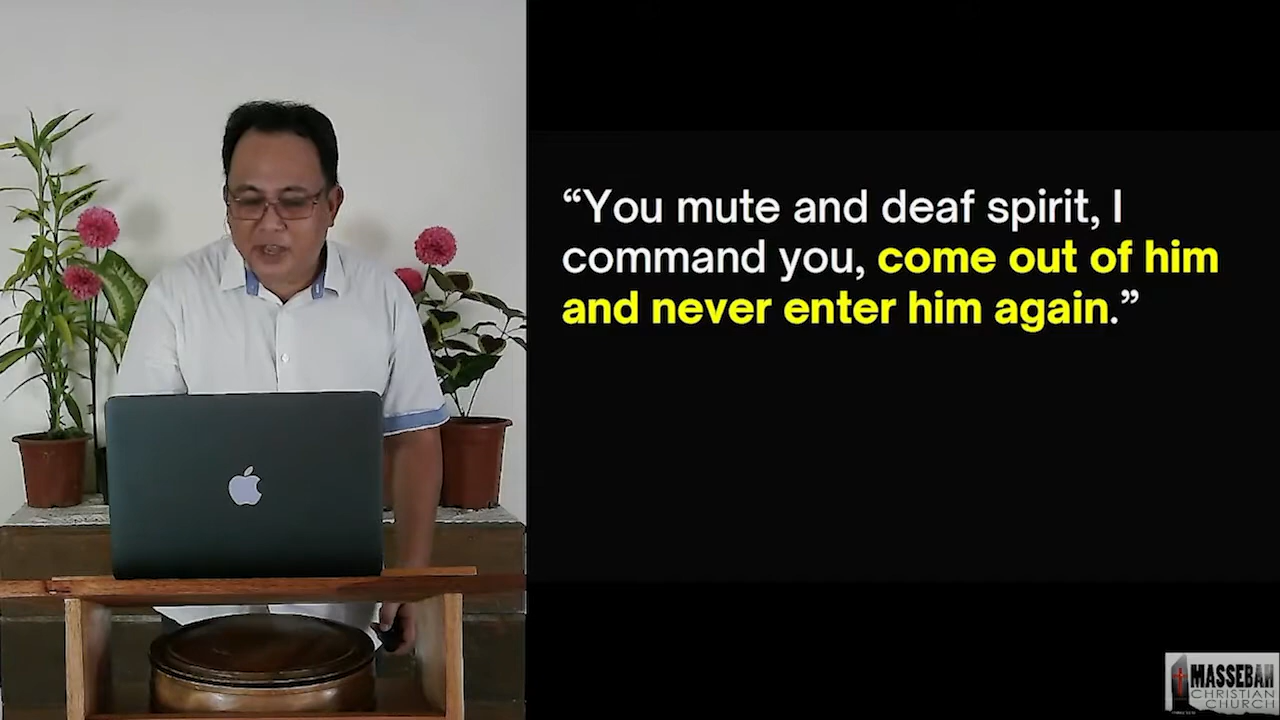 “You mute and deaf spirit, I
command you, come out of him
and never enter him again.”
MASSEBAH
CHRISTIAN
CHURCH